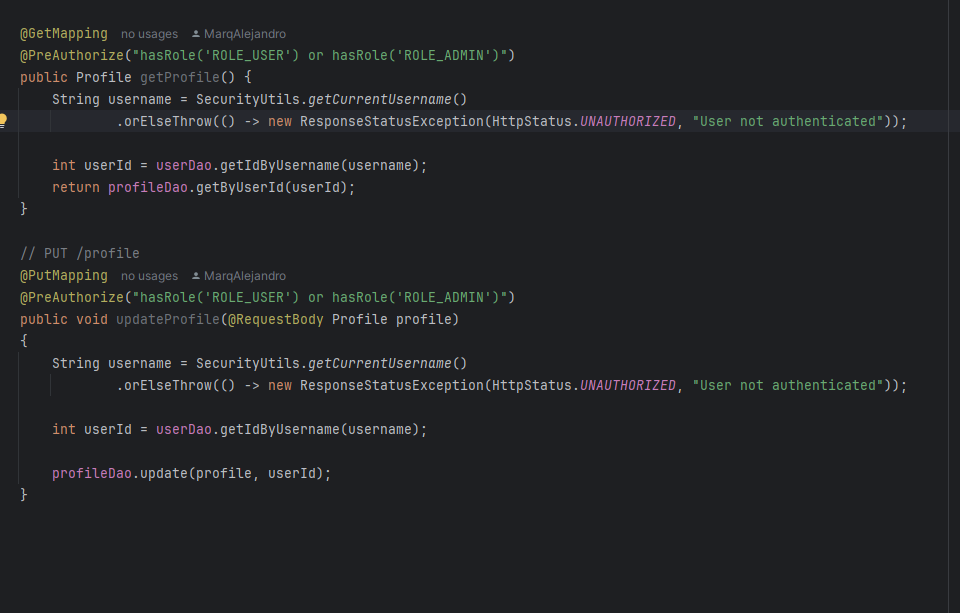 @GetMapping no usages MarqAlejandro
@PreAuthorize("hasRole('ROLE_USER') or hasRole('ROLE_ADMIN')")
public Profile getProfile() {
String username = SecurityUtils.getCurrentUsername()
.orElseThrow(() -> new ResponseStatusException(HttpStatus.UNAUTHORIZED, "User not authenticated"));
int userId = userDao.getIdByUsername(username);
return profileDao.getByUserId(userId);
}
// PUT /profile
@PutMapping no usages MarqAlejandro
@PreAuthorize("hasRole('ROLE_USER') or hasRole('ROLE_ADMIN')")
public void updateProfile(@RequestBody Profile profile)
{
String username = SecurityUtils.getCurrentUsername()
.orElseThrow(() -> new ResponseStatusException(HttpStatus.UNAUTHORIZED, "User not authenticated"));
int userId = userDao.getIdByUsername(username);
profileDao.update(profile, userId);
}